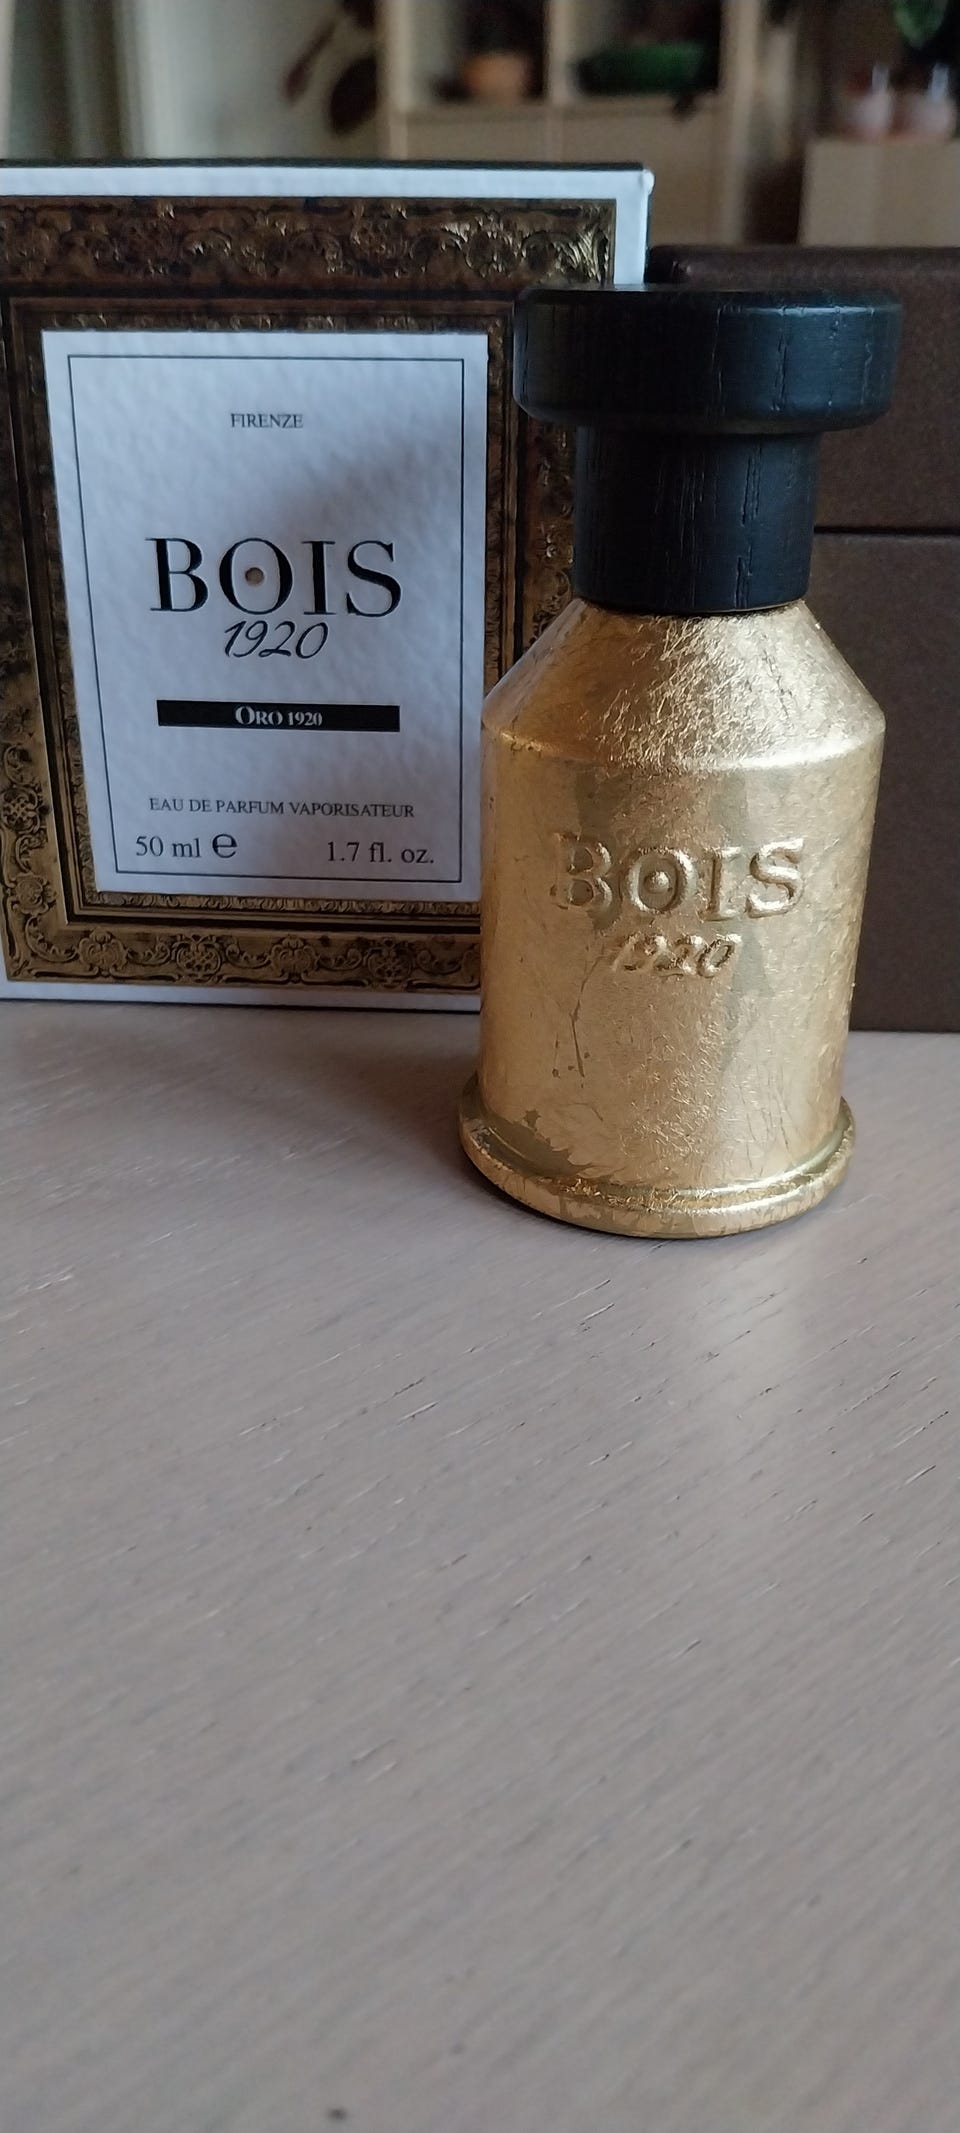 FIRENZE
BOIS
1920
ORO 1920
EAU DE PARFUM VAPORISATEUR
50 ml ℮ 1.7 fl. oz.
BOIS
1920